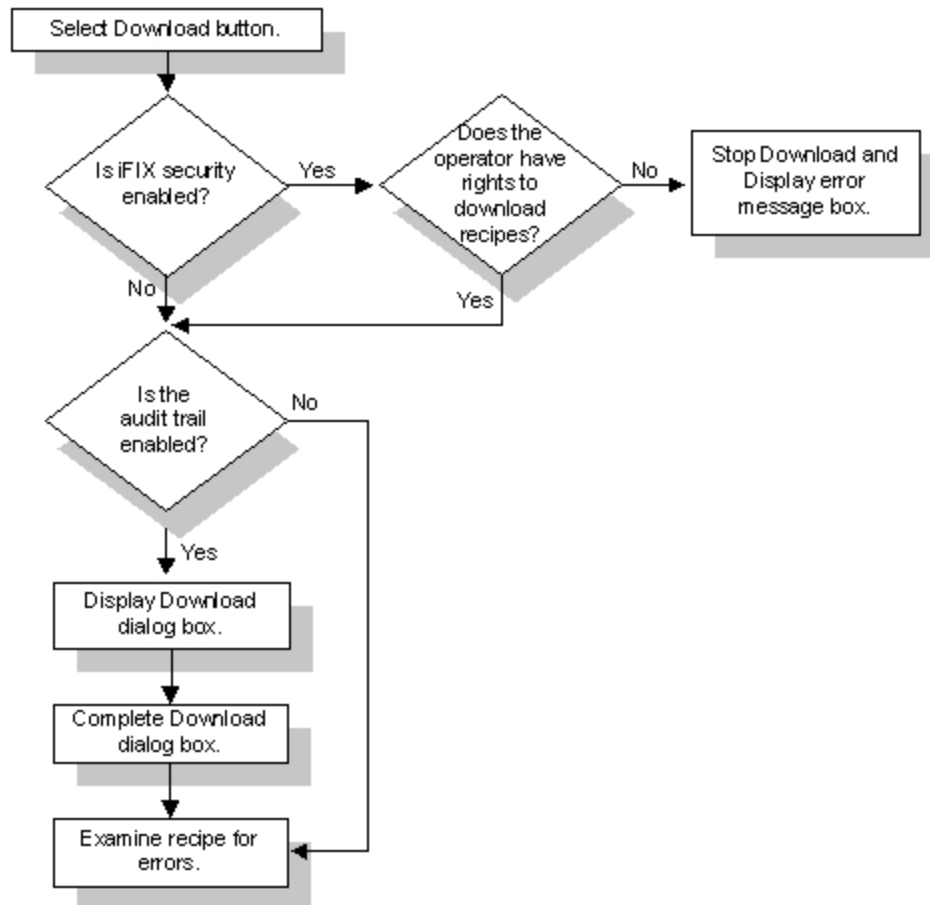 Select Download button.
Is iFIX security
enabled?
Yes
Does the
operator have
rights to
download
recipes?
No
Stop Download and
Display error
message box.
No
Yes
Is the
audit trail
enabled?
No
Yes
Display Download
dialog box.
Complete Download
dialog box.
Examine recipe for
errors.